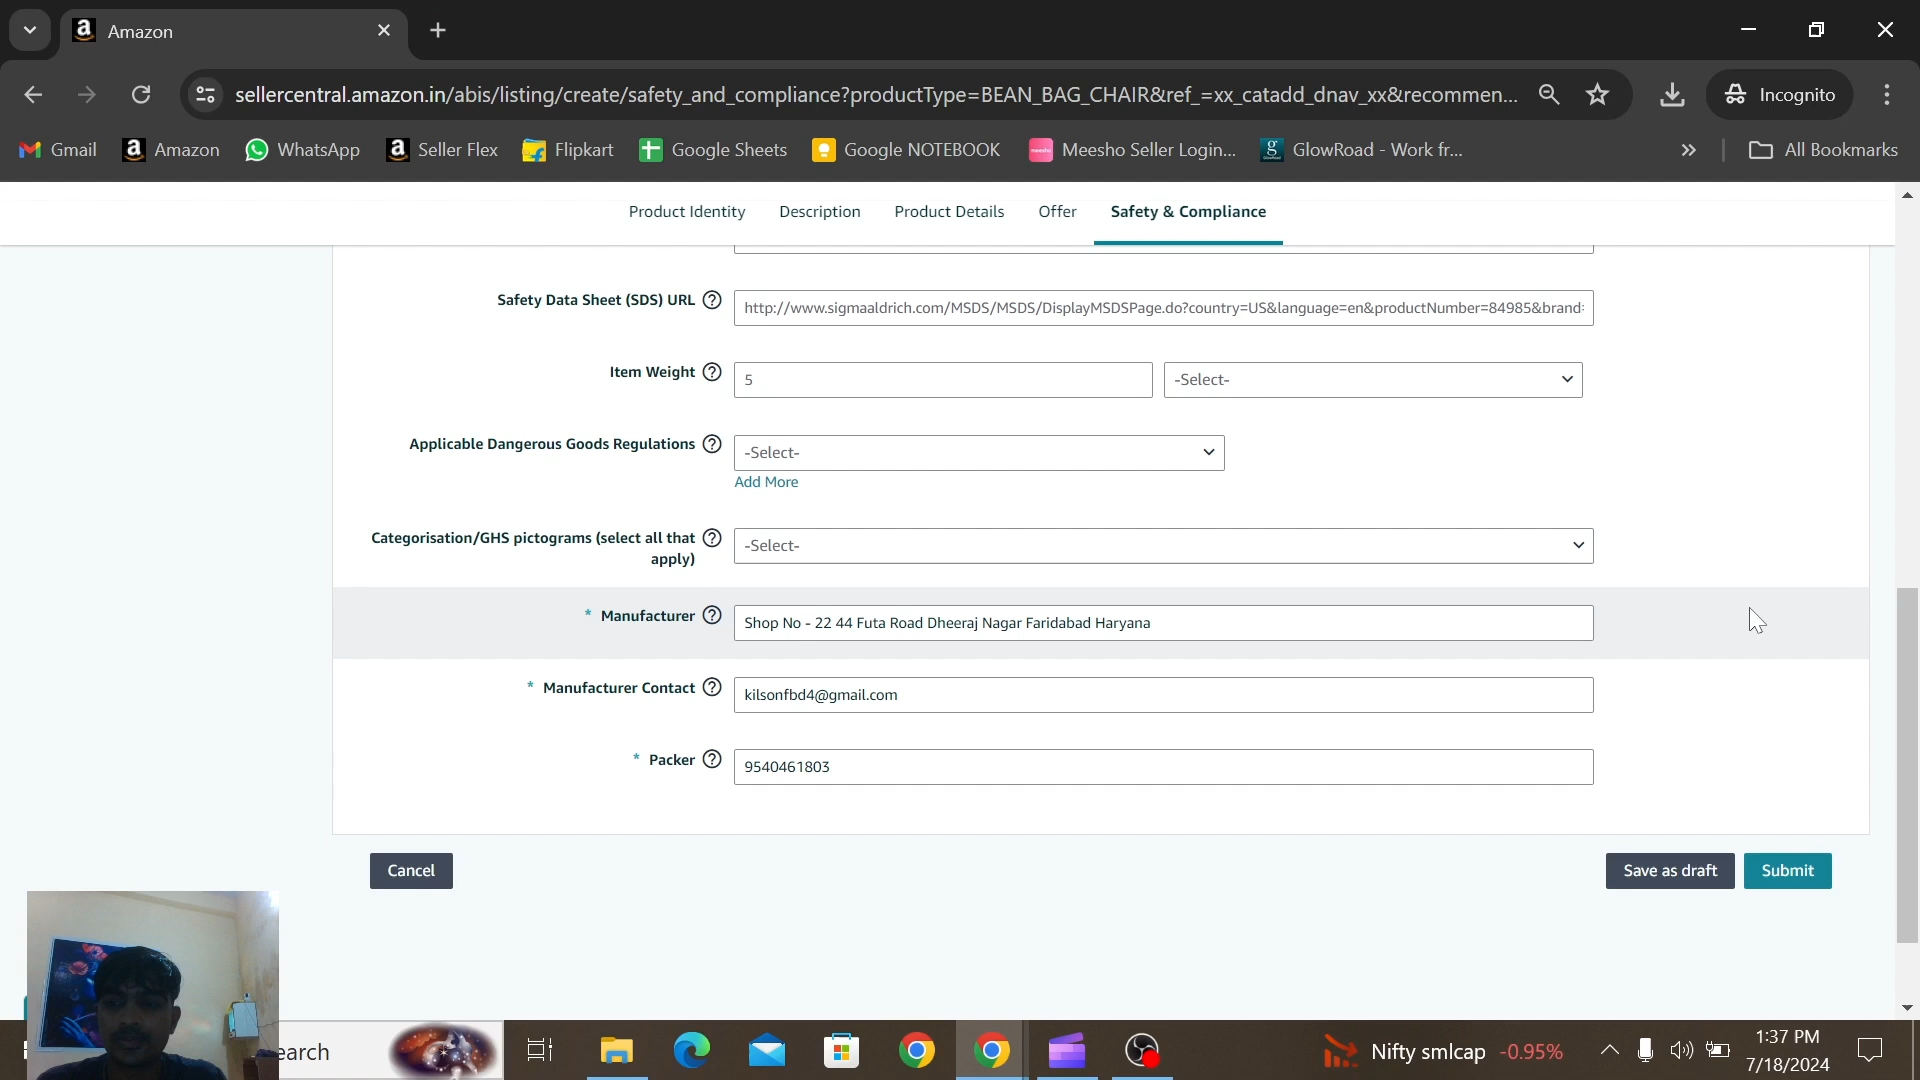 Amazon
sellercentral.amazon.in/abis/listing/create/safety_and_compliance?productType=BEAN_BAG_CHAIR&ref_=xx_catadd_dnav_xx&recommen...
Incognito
Gmail
Amazon
WhatsApp
Seller Flex
Flipkart
Google Sheets
Google NOTEBOOK
Meesho Seller Login...
GlowRoad - Work fr...
All Bookmarks
Product Identity
Description
Product Details
Offer
Safety & Compliance
Safety Data Sheet (SDS) URL
http://www.sigmaaldrich.com/MSDS/MSDS/DisplayMSDSPage.do?country=US&language=en&productNumber=84985&brand=
Item Weight
5
-Select-
Applicable Dangerous Goods Regulations
-Select-
Add More
Categorisation/GHS pictograms (select all that
apply)
-Select-
* Manufacturer
Shop No - 22 44 Futa Road Dheeraj Nagar Faridabad Haryana
* Manufacturer Contact
kilsonfbd4@gmail.com
* Packer
9540461803
Cancel
Save as draft
Submit
earch
Nifty smlcap -0.95%
1:37 PM
7/18/2024